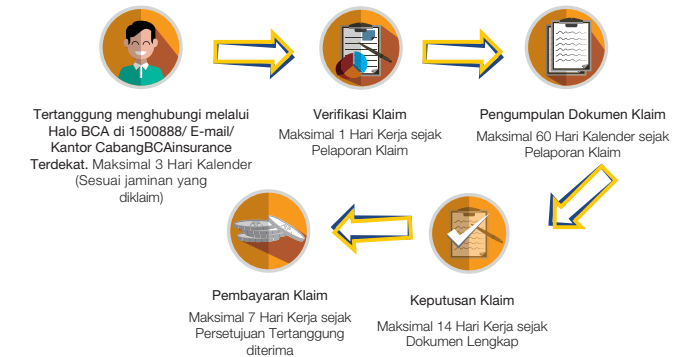 Tertanggung menghubungi melalui
Halo BCA di 1500888/ E-mail/
Kantor CabangBCAinsurance
Terdekat. Maksimal 3 Hari Kalender
(Sesuai jaminan yang
diklaim)
Verifikasi Klaim
Maksimal 1 Hari Kerja sejak
Pelaporan Klaim
Pengumpulan Dokumen Klaim
Maksimal 60 Hari Kalender sejak
Pelaporan Klaim
Keputusan Klaim
Maksimal 14 Hari Kerja sejak
Dokumen Lengkap
Pembayaran Klaim
Maksimal 7 Hari Kerja sejak
Persetujuan Tertanggung
diterima